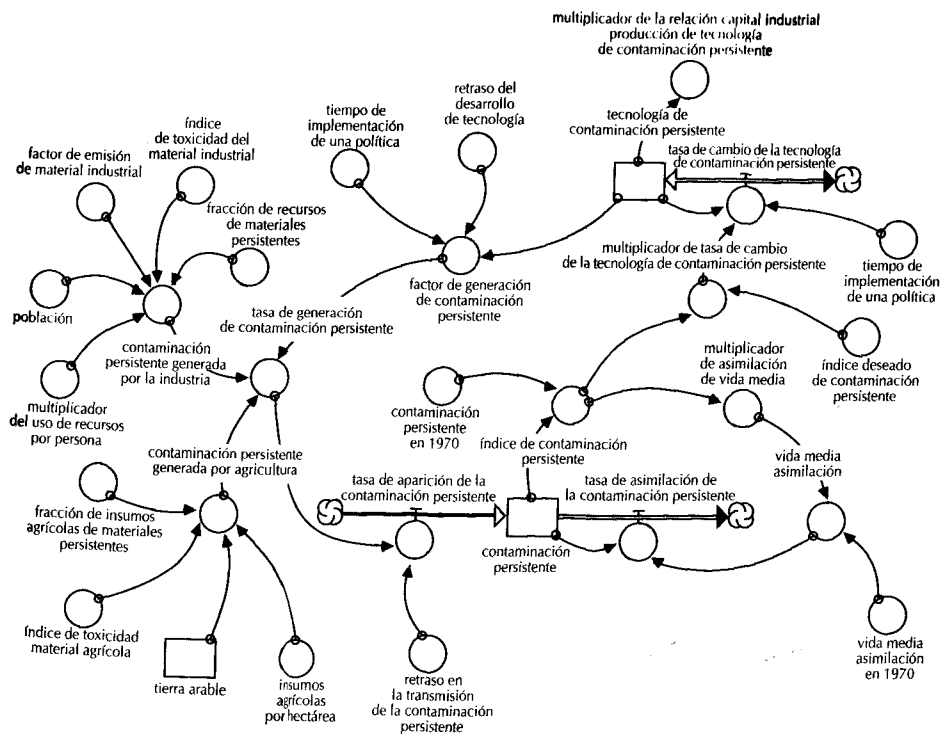 multiplicador de la relación capital industrial
producción de tecnología
de contaminación persistente
retraso del
desarrollo
de tecnología
tiempo de
implementación
de una política
tecnología de
contaminación persistente
tasa de cambio de la tecnología
de contaminación persistente
índice
de toxicidad del
material industrial
factor de emisión
de material industrial
fracción de recursos
de materiales
persistentes
multiplicador de tasa de cambio
de la tecnología de contaminación persistente
tiempo de
implementación
de una política
factor de generación
de contaminación
persistente
población
tasa de generación
de contaminación persistente
contaminación
persistente generada
por la industria
multiplicador
de asimilación
de vida media
índice deseado
de contaminación
persistente
multiplicador
del uso de recursos
por persona
contaminación
persistente
en 1970
índice de contaminación
persistente
contaminación persistente
generada por agricultura
vida media
asimilación
tasa de aparición de la
contaminación persistente
tasa de asimilación de
la contaminación persistente
fracción de insumos
agrícolas de materiales
persistentes
contaminación
persistente
índice de toxicidad
material agrícola
tierra arable
insumos
agrícolas
por hectárea
retraso en
la transmisión
de la contaminación
persistente
vida media
asimilación
en 1970